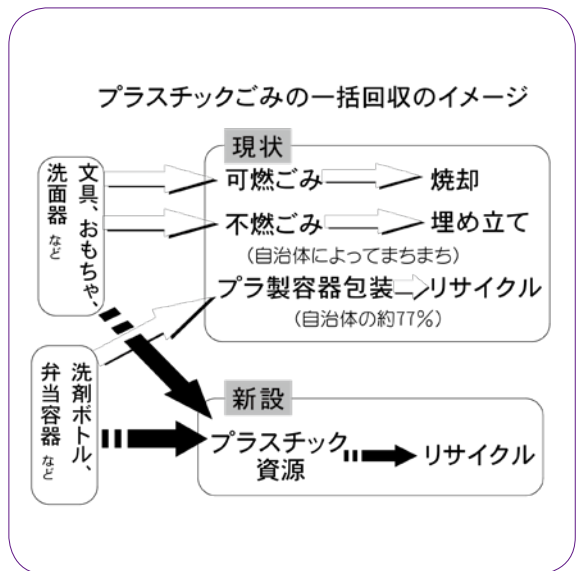 プラスチックごみの一括回収のイメージ
文具、おもちゃ、
洗面器 など
洗剤ボトル、
弁当容器 など
現状
可燃ごみ 焼却
不燃ごみ 埋め立て
(自治体によってまちまち)
プラ製容器包装 リサイクル
(自治体の約77%)
新設
プラスチック
資源
リサイクル